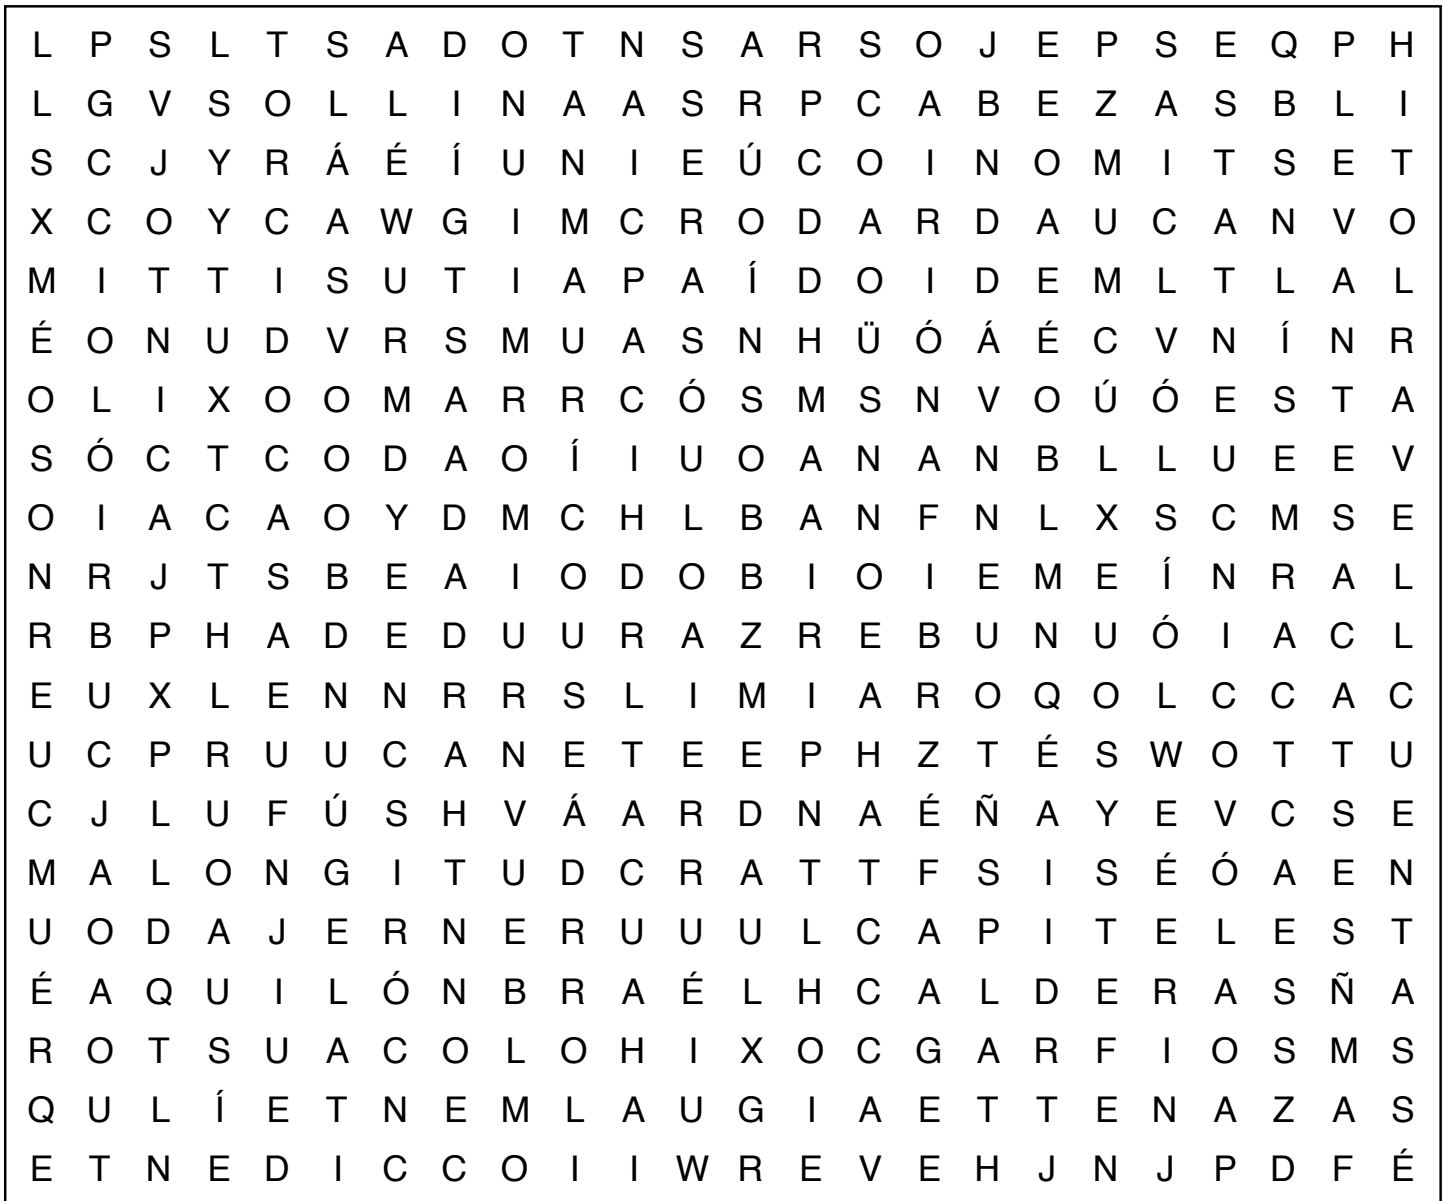 L P S L T S A D O T N S A R S O J E P S E Q P H
L G V S O L L I N A A S R P C A B E Z A S B L I
S C J Y R Á É Í U N I E Ú C O I N O M I T S E T
X C O Y C A W G I M C R O D A R D A U C A N V O
M I T T I S U T I A P A Í D O I D E M L T L A L
É O N U D V R S M U A S N H Ü Ó Á É C V N Í N R
O L I X O O M A R R C Ó S M S N V O Ú Ó E S T A
S Ó C T C O D A O Í I U O A N A N B L L U E E V
O I A C A O Y D M C H L B A N F N L X S C M S E
N R J T S B E A I O D O B I O I E M E Í N R A L
R B P H A D E D U U R A Z R E B U N U Ó I A C L
E U X L E N N R R S L I M I A R O Q O L C C A C
U C P R U U C A N E T E E P H Z T É S W O T T U
C J L U F Ú S H V Á A R D N A É Ñ A Y E V C S E
M A L O N G I T U D C R A T T F S I S É Ó A E N
U O D A J E R N E R U U U L C A P I T E L E S T
É A Q U I L Ó N B R A É L H C A L D E R A S Ñ A
R O T S U A C O L O H I X O C G A R F I O S M S
Q U L Í E T N E M L A U G I A E T T E N A Z A S
E T N E D I C C O I I W R E V E H J N J P D F É